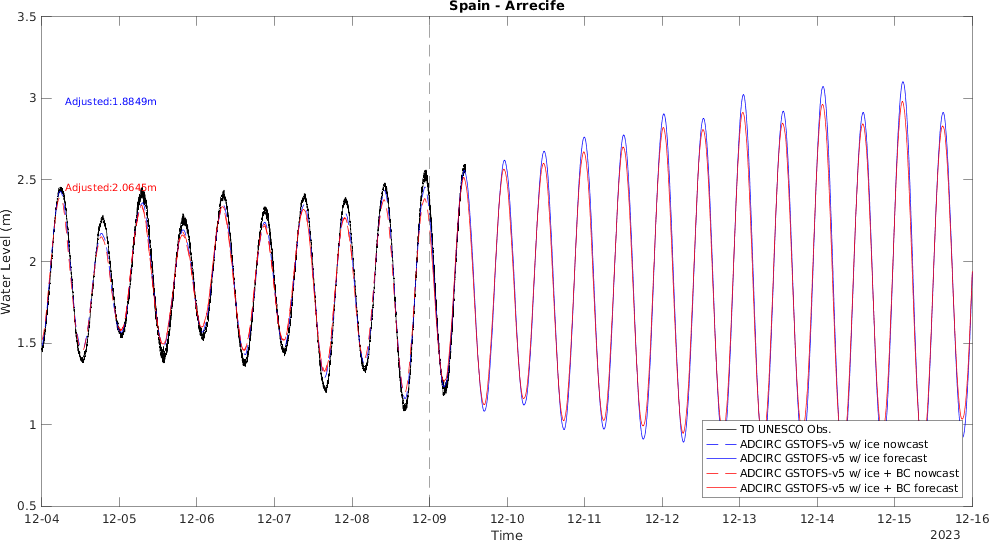 Spain - Arrecife
3.5
3
2.5
2
1.5
1
0.5
Water Level (m)
Adjusted:1.8849m
Adjusted:2.0645m
TD UNESCO Obs.
ADCIRC GSTOFS-v5 w/ ice nowcast
ADCIRC GSTOFS-v5 w/ ice forecast
ADCIRC GSTOFS-v5 w/ ice + BC nowcast
ADCIRC GSTOFS-v5 w/ ice + BC forecast
12-04 12-05 12-06 12-07 12-08 12-09 12-10 12-11 12-12 12-13 12-14 12-15 12-16
Time
2023